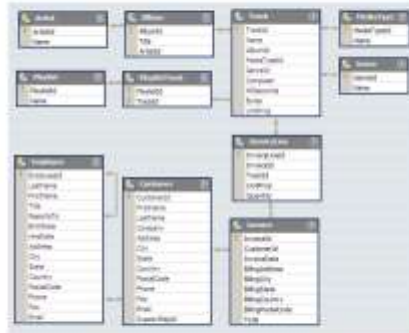 Artist
ArtistId
Name
Album
AlbumId
Title
ArtistId
Track
TrackId
Name
AlbumId
MediaTypeId
GenreId
Composer
Milliseconds
Bytes
UnitPrice
MediaType
MediaTypeId
Name
Genre
GenreId
Name
Playlist
PlaylistId
Name
PlaylistTrack
PlaylistId
TrackId
InvoiceLine
InvoiceLineId
InvoiceId
TrackId
UnitPrice
Quantity
Employee
EmployeeId
LastName
FirstName
Title
ReportsTo
BirthDate
HireDate
Address
City
State
Country
PostalCode
Phone
Fax
Email
Customer
CustomerId
FirstName
LastName
Company
Address
City
State
Country
PostalCode
Phone
Fax
Email
SupportRepId
Invoice
InvoiceId
CustomerId
InvoiceDate
BillingAddress
BillingCity
BillingState
BillingCountry
BillingPostalCode
Total